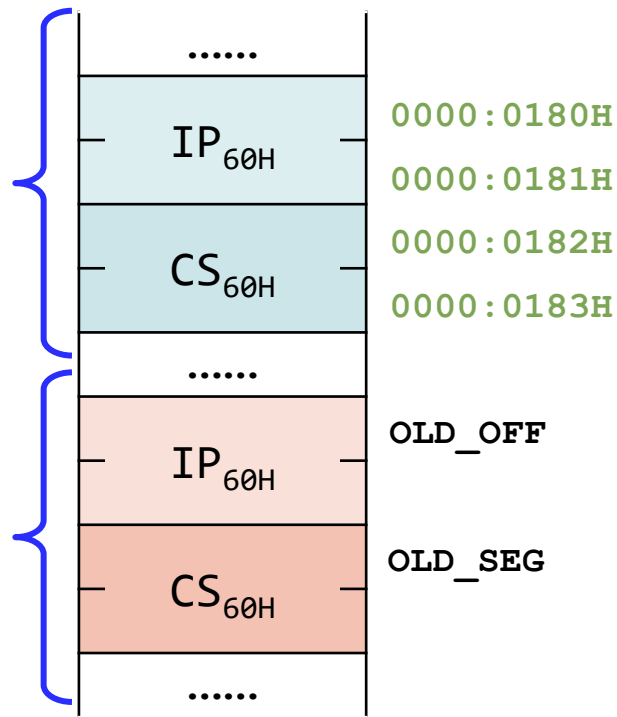 ......
0000:0180H
IP60H
0000:0181H
0000:0182H
CS60H
0000:0183H
......
OLD_OFF
IP60H
OLD_SEG
CS60H
......